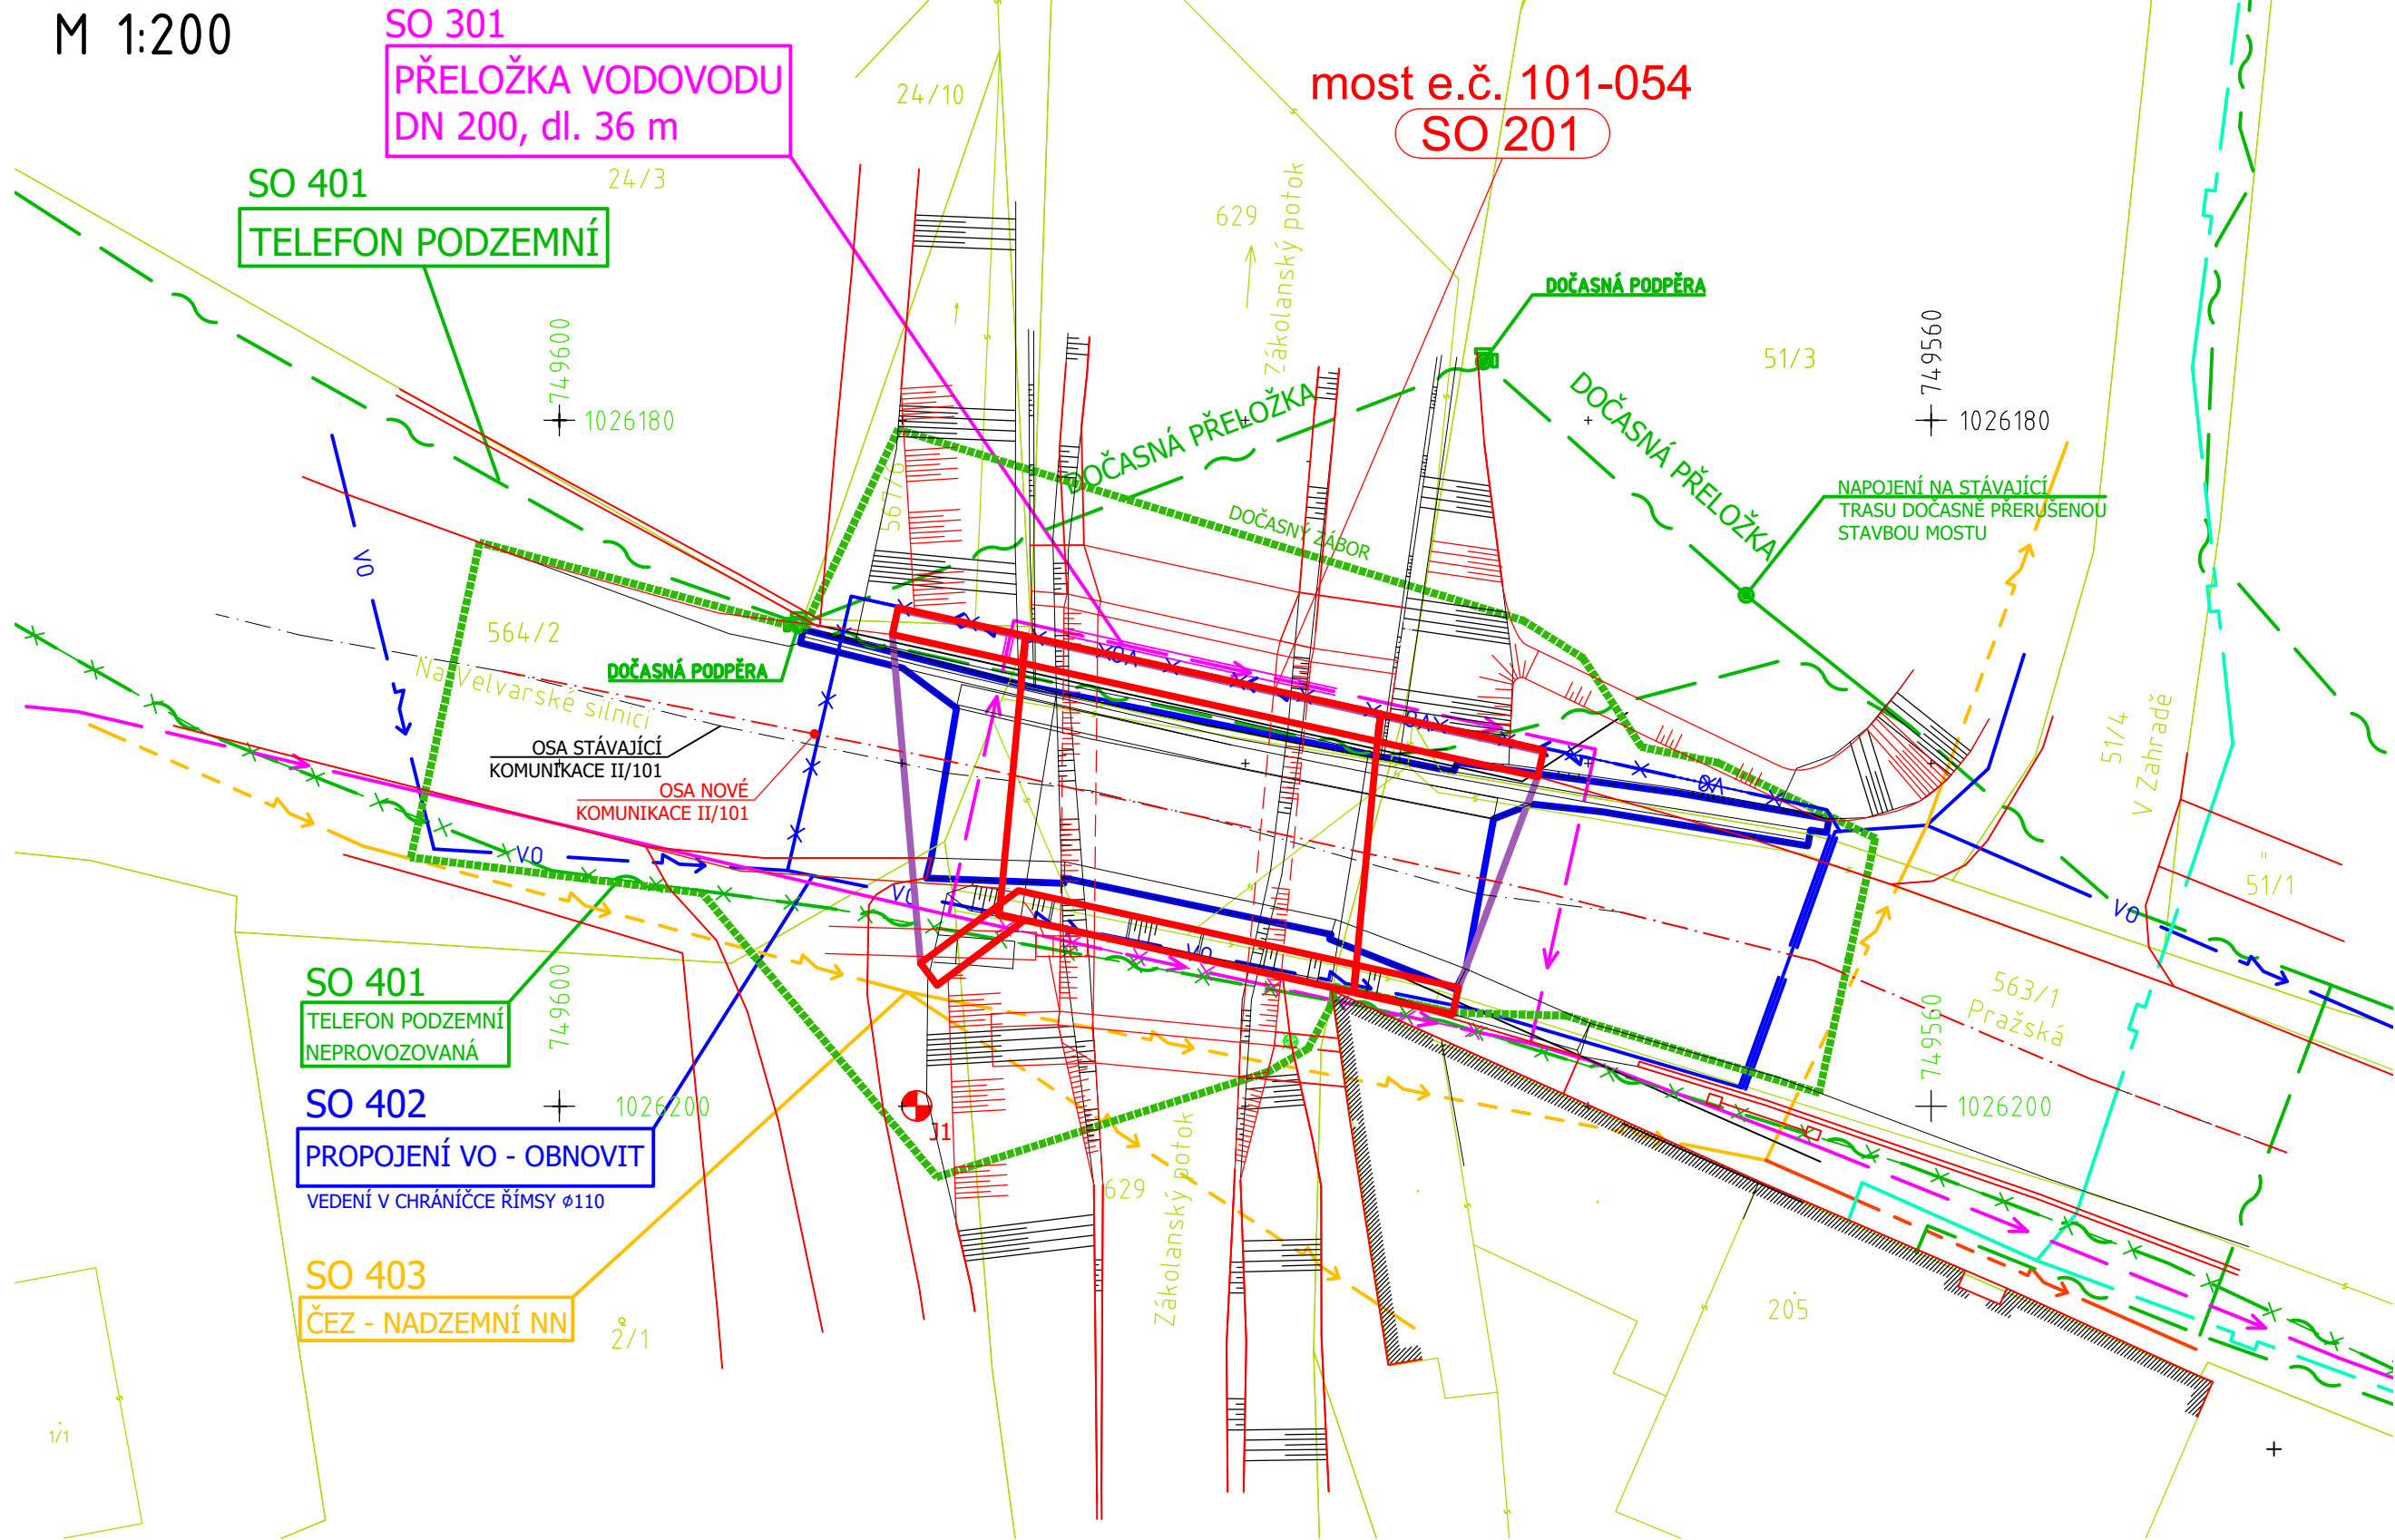 M 1:200
SO 301
PŘELOŽKA VODOVODU
DN 200, dl. 36 m
most e.č. 101-054
SO 201
SO 401
TELEFON PODZEMNÍ
24/3
24/10
629
Zákolanský potok
DOČASNÁ PODPĚRA
51/3
749600
1026180
749560
1026180
DOČASNÁ PŘELOŽKA
DOČASNÁ PŘELOŽKA
DOČASNÝ ZÁBOR
NAPOJENÍ NA STÁVAJÍCÍ
TRASU DOČASNĚ PŘERUŠENOU
STAVBOU MOSTU
VO
564/2
Na Velvarské silnici
DOČASNÁ PODPĚRA
OSA STÁVAJÍCÍ
KOMUNIKACE II/101
OSA NOVÉ
KOMUNIKACE II/101
51/4
V Zahradě
51/1
VO
VO
VO
VO
563/1
Pražská
SO 401
TELEFON PODZEMNÍ
NEPROVOZOVANÁ
749600
1026200
749560
1026200
J1
SO 402
PROPOJENÍ VO - OBNOVIT
VEDENÍ V CHRÁNÍČCE ŘÍMSY ø110
629
Zákolanský potok
SO 403
ČEZ - NADZEMNÍ NN
2/1
205
1/1